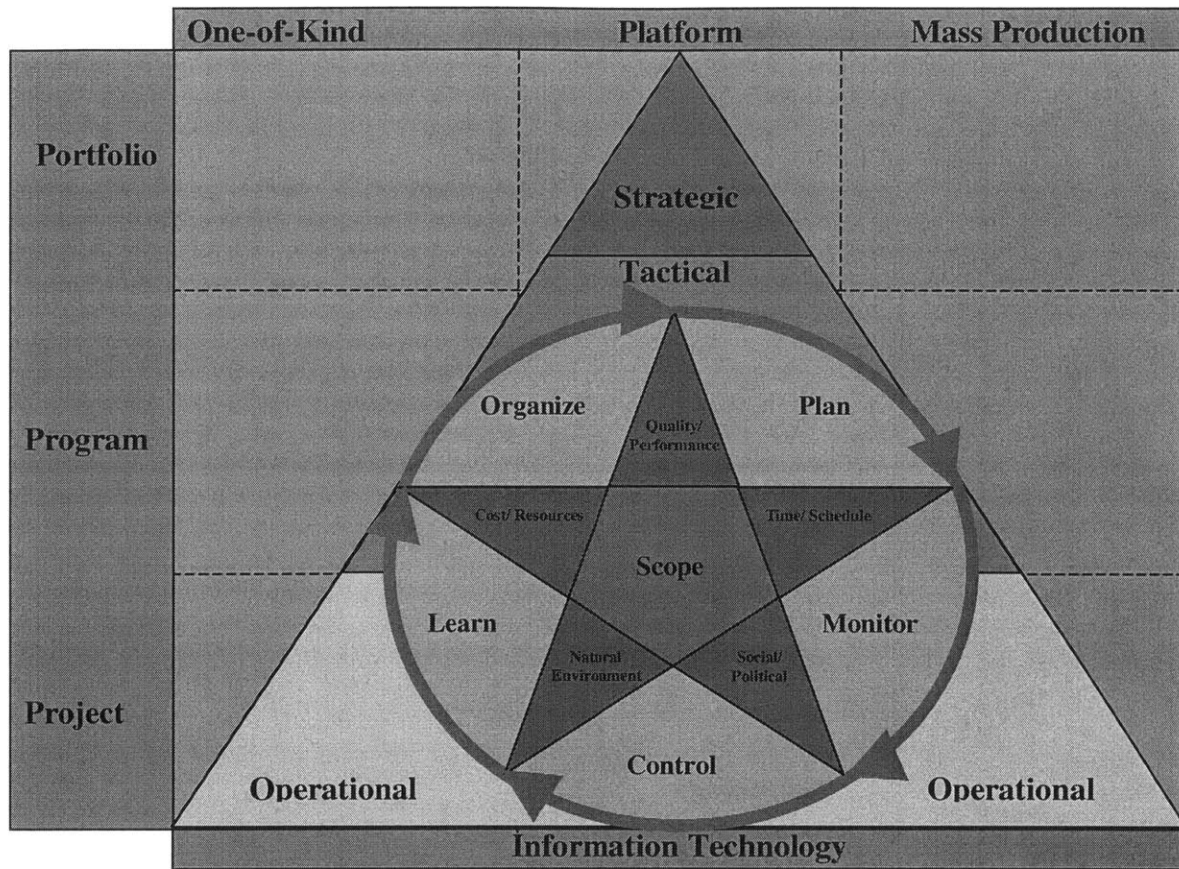 One-of-Kind
Platform
Mass Production
Portfolio
Strategic
Tactical
Organize
Plan
Program
Quality/
Performance
Cost/ Resources
Time/ Schedule
Scope
Learn
Monitor
Natural
Environment
Social/
Political
Project
Control
Operational
Operational
Information Technology